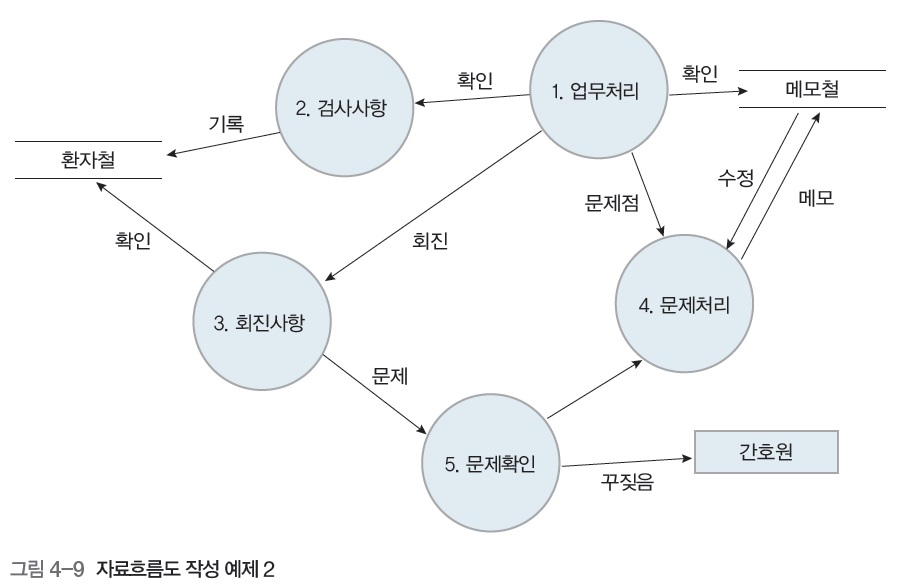 확인
1. 업무처리
확인
메모철
2. 검사사항
기록
환자철
수정
메모
문제점
확인
회진
3. 회진사항
4. 문제처리
문제
5. 문제확인
간호원
꾸짖음
그림 4-9 자료흐름도 작성 예제 2